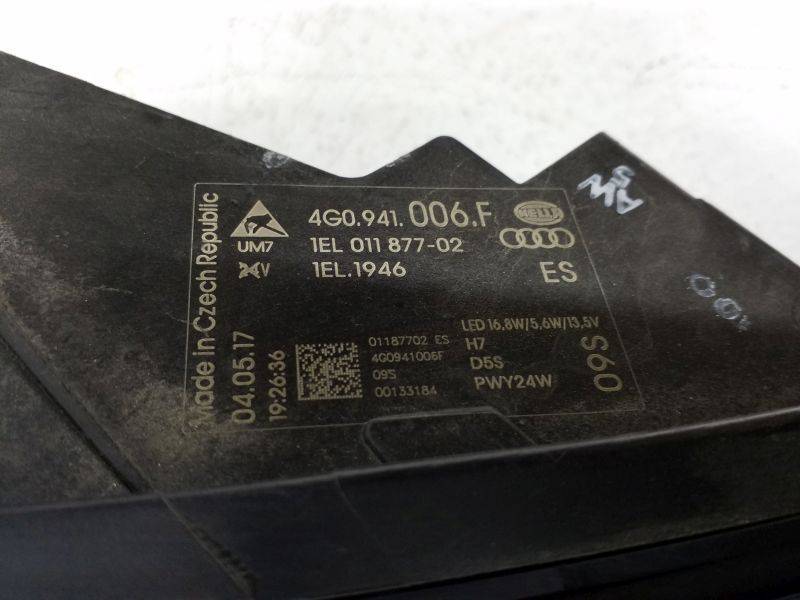 4G0.941. 006.F HELLA
UM7 1EL 011 877-02
V 1EL.1946 ES
Made in Czech Republic
04.05.17
19:26:36
01187702 ES
4G0941006F
09S
00133184
LED 16,8W/5,6W/13,5V
H7
D5S
PWY24W
09S